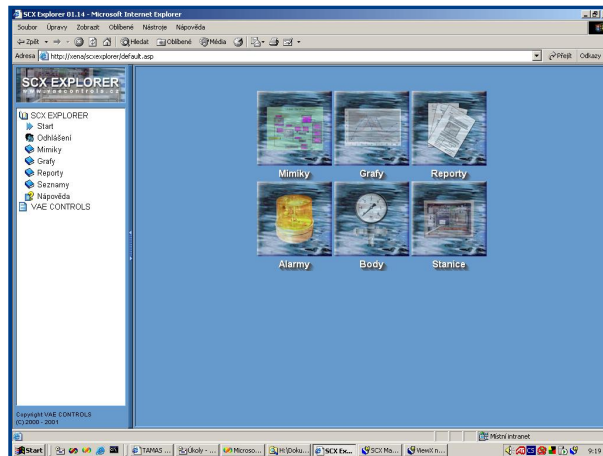 SCX Explorer 01.14 - Microsoft Internet Explorer
Soubor Úpravy Zobrazit Oblíbené Nástroje Nápověda
Zpět Hledat Oblíbené Média
Adresa http://xena/scxexplorer/default.asp Přejít Odkazy
SCX EXPLORER
www.vaecontrols.cz
SCX EXPLORER
Start
Odhlášení
Mimiky
Grafy
Reporty
Seznamy
Nápověda
VAE CONTROLS
Mimiky Grafy Reporty
Alarmy Body Stanice
Copyright VAE CONTROLS
(C) 2000 - 2001
Místní intranet
Start TAMAS ... Úkoly - ... Microso... H:\Doku... SCX Ex... SCX Ma... ViewX n... CS 9:19